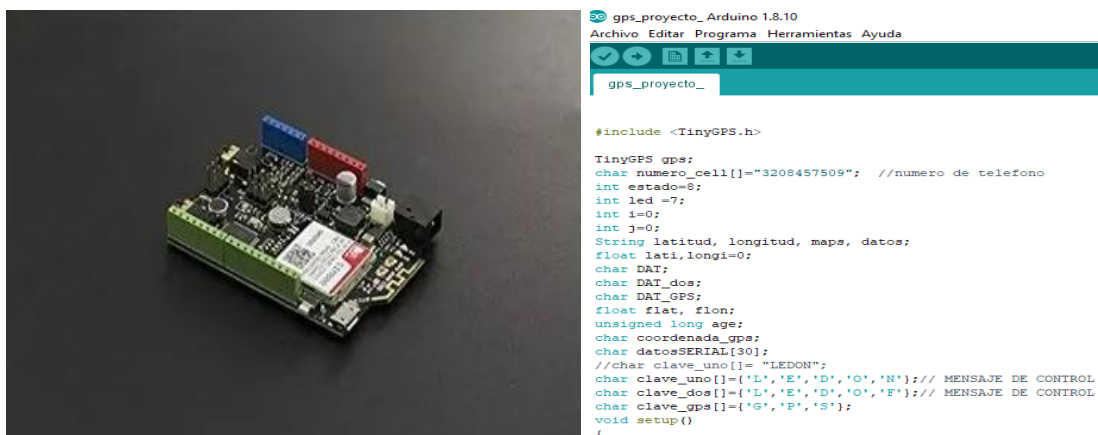 gps_proyecto_ Arduino 1.8.10
Archivo Editar Programa Herramientas Ayuda
gps_proyecto_
#include <TinyGPS.h>
TinyGPS gps;
char numero_cell[]="3208457509"; //numero de telefono
int estado=8;
int led =7;
int i=0;
int j=0;
String latitud, longitud, maps, datos;
float lati,longi=0;
char DAT;
char DAT_dos;
char DAT_GPS;
float flat, flon;
unsigned long age;
char coordenada_gps;
char datosSERIAL[30];
//char clave_uno[]= "LEDON";
char clave_uno[]={'L','E','D','O','N'};// MENSAJE DE CONTROL
char clave_dos[]={'L','E','D','O','F'};// MENSAJE DE CONTROL
char clave_gps[]={'G','P','S'};
void setup()
{